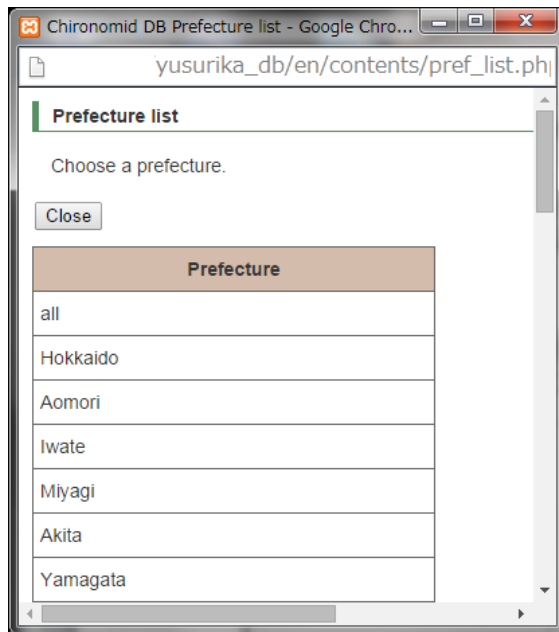 Chironomid DB Prefecture list - Google Chro...
yusurika_db/en/contents/pref_list.php
Prefecture list
Choose a prefecture.
Close
Prefecture
all
Hokkaido
Aomori
Iwate
Miyagi
Akita
Yamagata